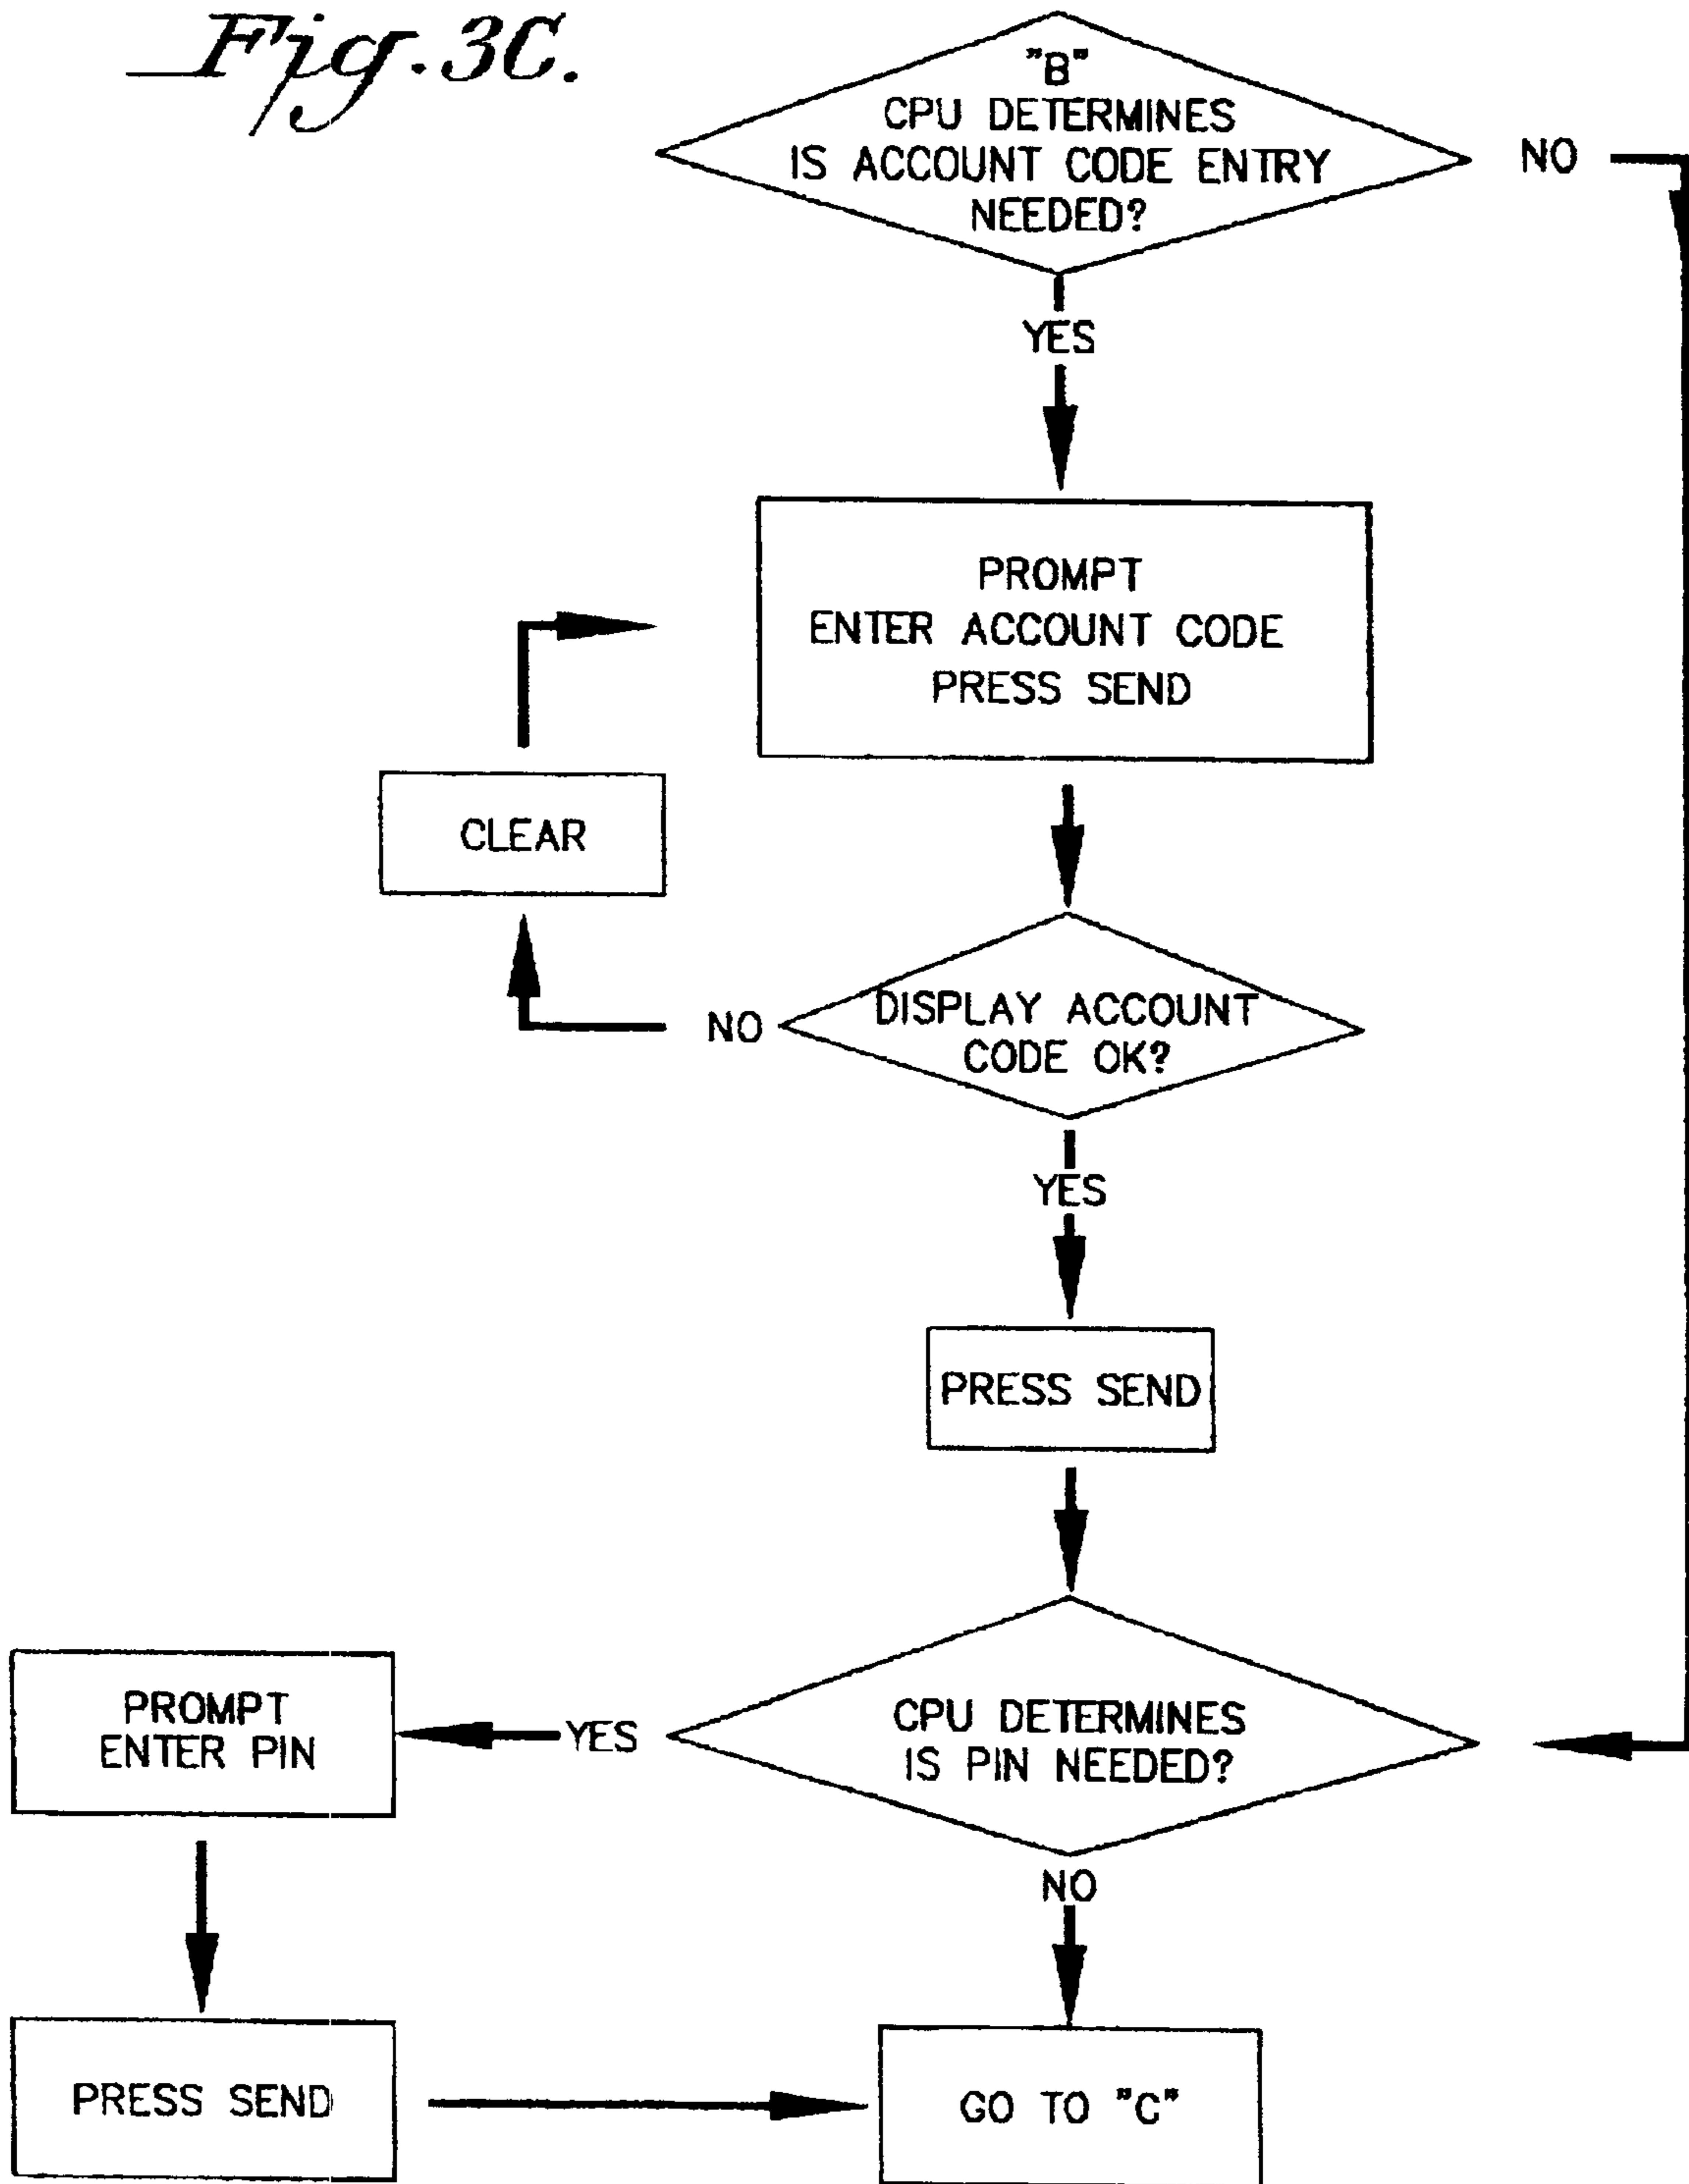 Fig. 3C.
"B"
CPU DETERMINES
IS ACCOUNT CODE ENTRY
NEEDED?
NO
YES
PROMPT
ENTER ACCOUNT CODE
PRESS SEND
CLEAR
NO
DISPLAY ACCOUNT
CODE OK?
YES
PRESS SEND
CPU DETERMINES
IS PIN NEEDED?
YES
PROMPT
ENTER PIN
NO
PRESS SEND
GO TO "C"